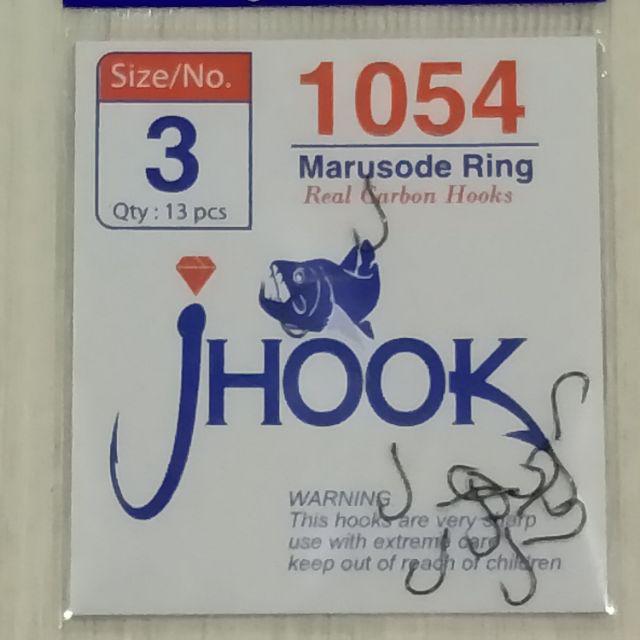 Size/No.
3
Qty : 13 pcs
1054
Marusode Ring
Real Carbon Hooks
jHOOK
WARNING
This hooks are very sharp
use with extreme care
keep out of reach of children